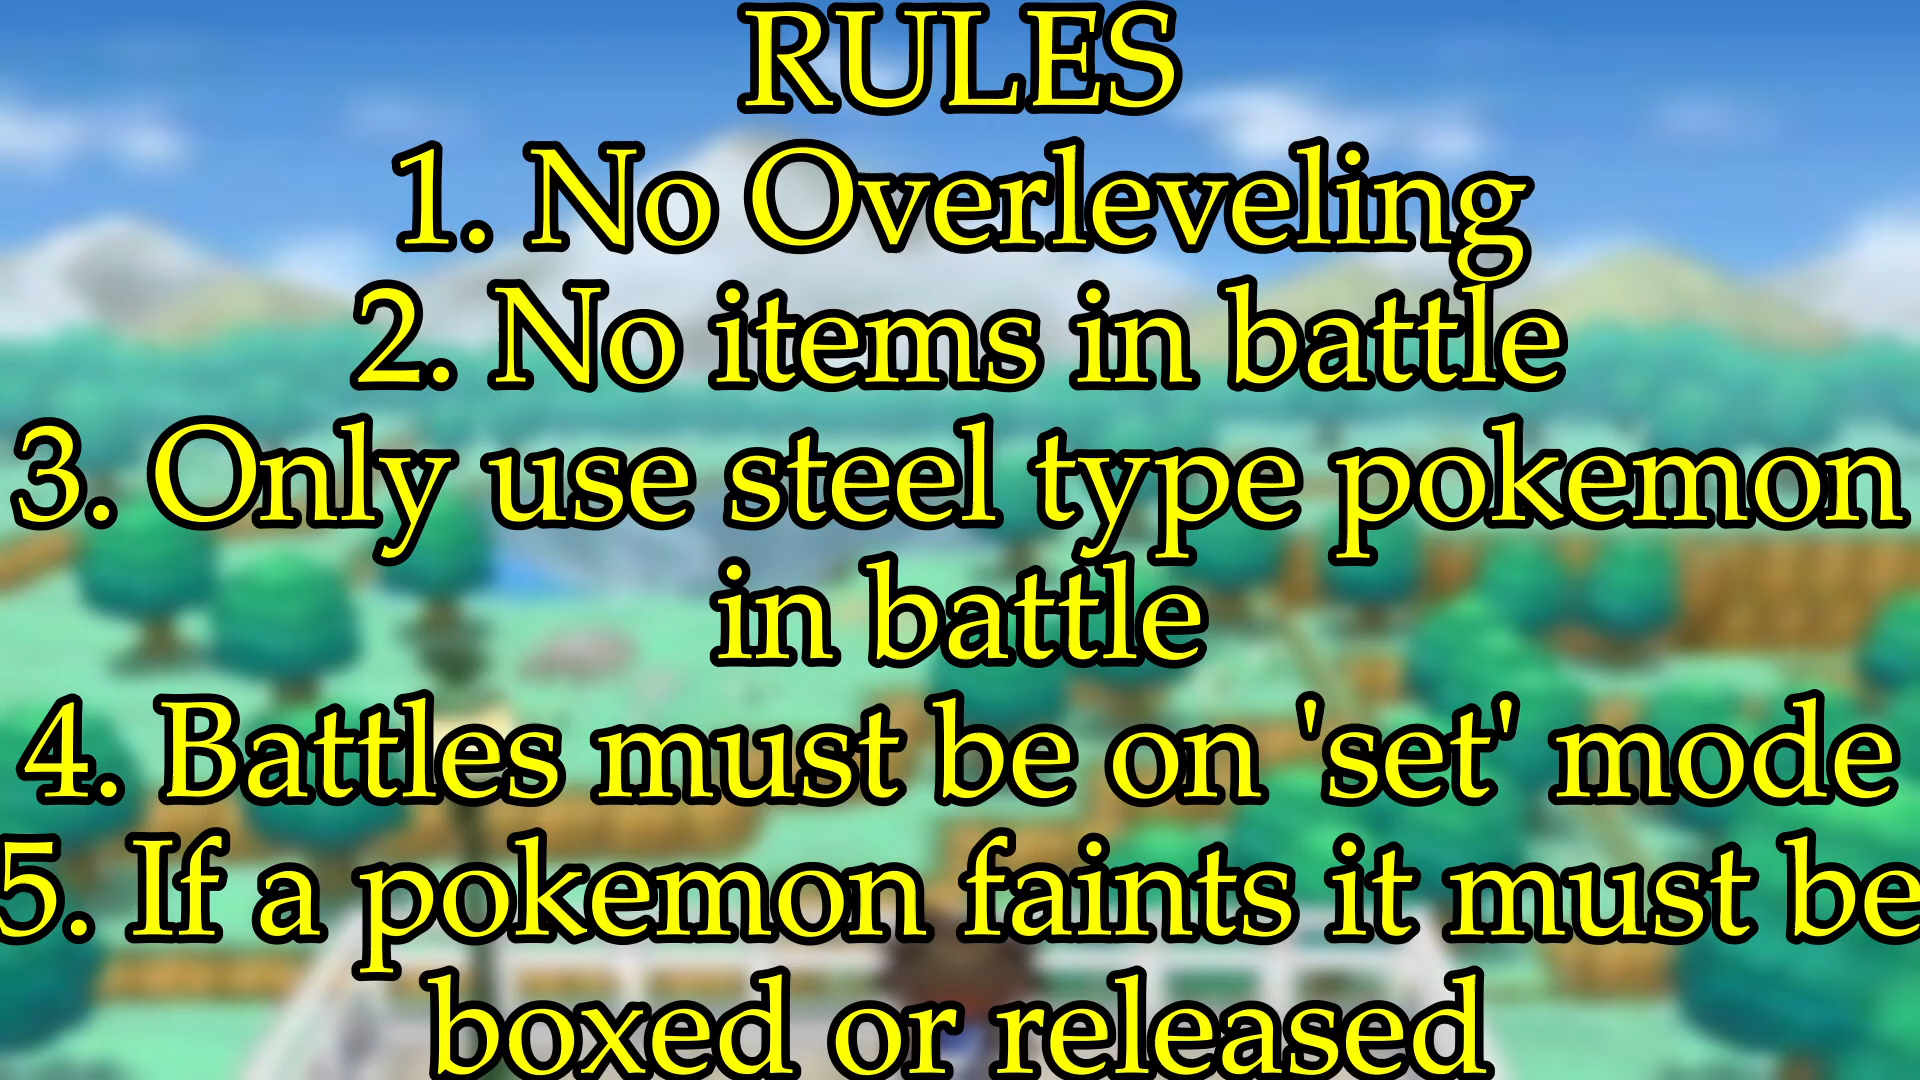 RULES
1. No Overleveling
2. No items in battle
3. Only use steel type pokemon
in battle
4. Battles must be on 'set' mode
5. If a pokemon faints it must be
boxed or released